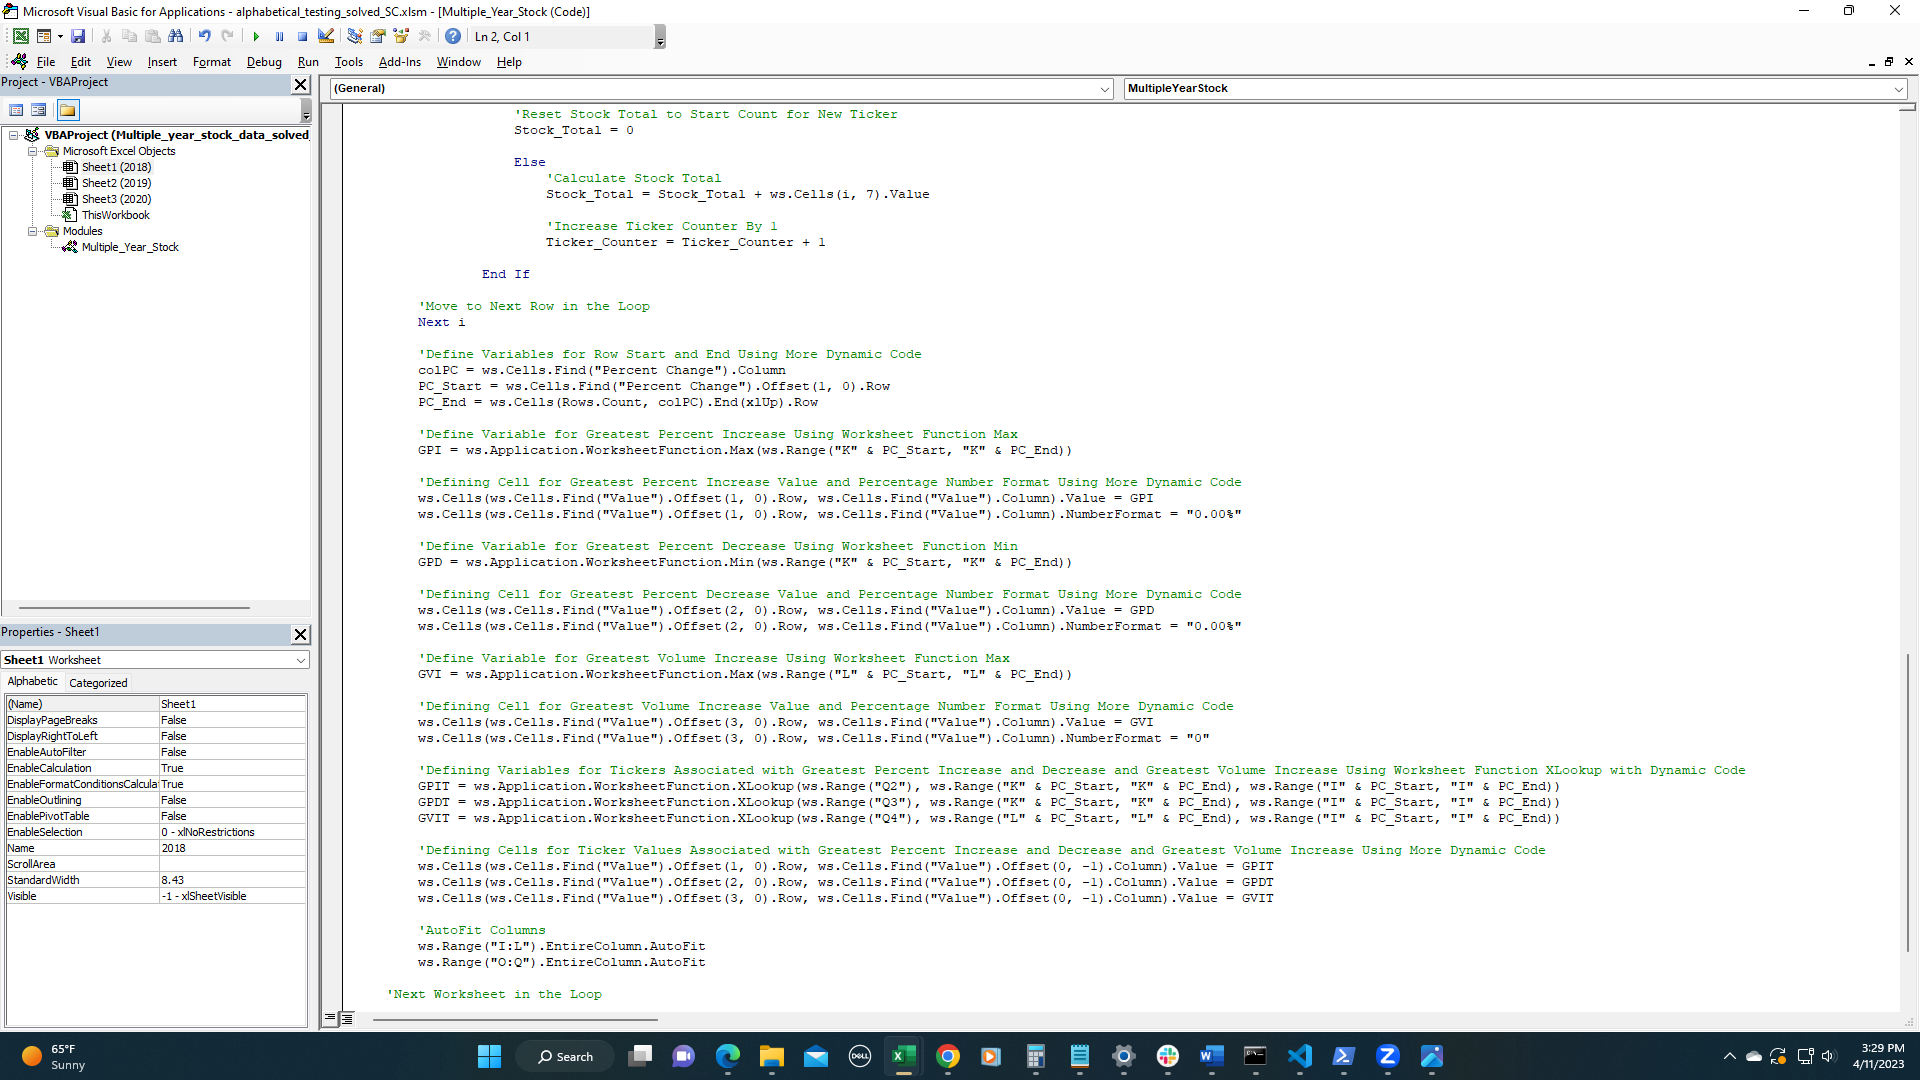 Microsoft Visual Basic for Applications - alphabetical_testing_solved_SC.xlsm - [Multiple_Year_Stock (Code)]
Ln 2, Col 1
File Edit View Insert Format Debug Run Tools Add-Ins Window Help
Project - VBAProject
VBAProject (Multiple_year_stock_data_solved
Microsoft Excel Objects
Sheet1 (2018)
Sheet2 (2019)
Sheet3 (2020)
ThisWorkbook
Modules
Multiple_Year_Stock
Properties - Sheet1
Sheet1 Worksheet
Alphabetic Categorized
(Name) Sheet1
DisplayPageBreaks False
DisplayRightToLeft False
EnableAutoFilter False
EnableCalculation True
EnableFormatConditionsCalcula True
EnableOutlining False
EnablePivotTable False
EnableSelection 0 - xlNoRestrictions
Name 2018
ScrollArea
StandardWidth 8.43
Visible -1 - xlSheetVisible
(General) MultipleYearStock
'Reset Stock Total to Start Count for New Ticker
Stock_Total = 0
Else
'Calculate Stock Total
Stock_Total = Stock_Total + ws.Cells(i, 7).Value
'Increase Ticker Counter By 1
Ticker_Counter = Ticker_Counter + 1
End If
'Move to Next Row in the Loop
Next i
'Define Variables for Row Start and End Using More Dynamic Code
colPC = ws.Cells.Find("Percent Change").Column
PC_Start = ws.Cells.Find("Percent Change").Offset(1, 0).Row
PC_End = ws.Cells(Rows.Count, colPC).End(xlUp).Row
'Define Variable for Greatest Percent Increase Using Worksheet Function Max
GPI = ws.Application.WorksheetFunction.Max(ws.Range("K" & PC_Start, "K" & PC_End))
'Defining Cell for Greatest Percent Increase Value and Percentage Number Format Using More Dynamic Code
ws.Cells(ws.Cells.Find("Value").Offset(1, 0).Row, ws.Cells.Find("Value").Column).Value = GPI
ws.Cells(ws.Cells.Find("Value").Offset(1, 0).Row, ws.Cells.Find("Value").Column).NumberFormat = "0.00%"
'Define Variable for Greatest Percent Decrease Using Worksheet Function Min
GPD = ws.Application.WorksheetFunction.Min(ws.Range("K" & PC_Start, "K" & PC_End))
'Defining Cell for Greatest Percent Decrease Value and Percentage Number Format Using More Dynamic Code
ws.Cells(ws.Cells.Find("Value").Offset(2, 0).Row, ws.Cells.Find("Value").Column).Value = GPD
ws.Cells(ws.Cells.Find("Value").Offset(2, 0).Row, ws.Cells.Find("Value").Column).NumberFormat = "0.00%"
'Define Variable for Greatest Volume Increase Using Worksheet Function Max
GVI = ws.Application.WorksheetFunction.Max(ws.Range("L" & PC_Start, "L" & PC_End))
'Defining Cell for Greatest Volume Increase Value and Percentage Number Format Using More Dynamic Code
ws.Cells(ws.Cells.Find("Value").Offset(3, 0).Row, ws.Cells.Find("Value").Column).Value = GVI
ws.Cells(ws.Cells.Find("Value").Offset(3, 0).Row, ws.Cells.Find("Value").Column).NumberFormat = "0"
'Defining Variables for Tickers Associated with Greatest Percent Increase and Decrease and Greatest Volume Increase Using Worksheet Function XLookup with Dynamic Code
GPIT = ws.Application.WorksheetFunction.XLookup(ws.Range("Q2"), ws.Range("K" & PC_Start, "K" & PC_End), ws.Range("I" & PC_Start, "I" & PC_End))
GPDT = ws.Application.WorksheetFunction.XLookup(ws.Range("Q3"), ws.Range("K" & PC_Start, "K" & PC_End), ws.Range("I" & PC_Start, "I" & PC_End))
GVIT = ws.Application.WorksheetFunction.XLookup(ws.Range("Q4"), ws.Range("L" & PC_Start, "L" & PC_End), ws.Range("I" & PC_Start, "I" & PC_End))
'Defining Cells for Ticker Values Associated with Greatest Percent Increase and Decrease and Greatest Volume Increase Using More Dynamic Code
ws.Cells(ws.Cells.Find("Value").Offset(1, 0).Row, ws.Cells.Find("Value").Offset(0, -1).Column).Value = GPIT
ws.Cells(ws.Cells.Find("Value").Offset(2, 0).Row, ws.Cells.Find("Value").Offset(0, -1).Column).Value = GPDT
ws.Cells(ws.Cells.Find("Value").Offset(3, 0).Row, ws.Cells.Find("Value").Offset(0, -1).Column).Value = GVIT
'AutoFit Columns
ws.Range("I:L").EntireColumn.AutoFit
ws.Range("O:Q").EntireColumn.AutoFit
'Next Worksheet in the Loop
65°F
Sunny
Search
DELL
3:29 PM
4/11/2023